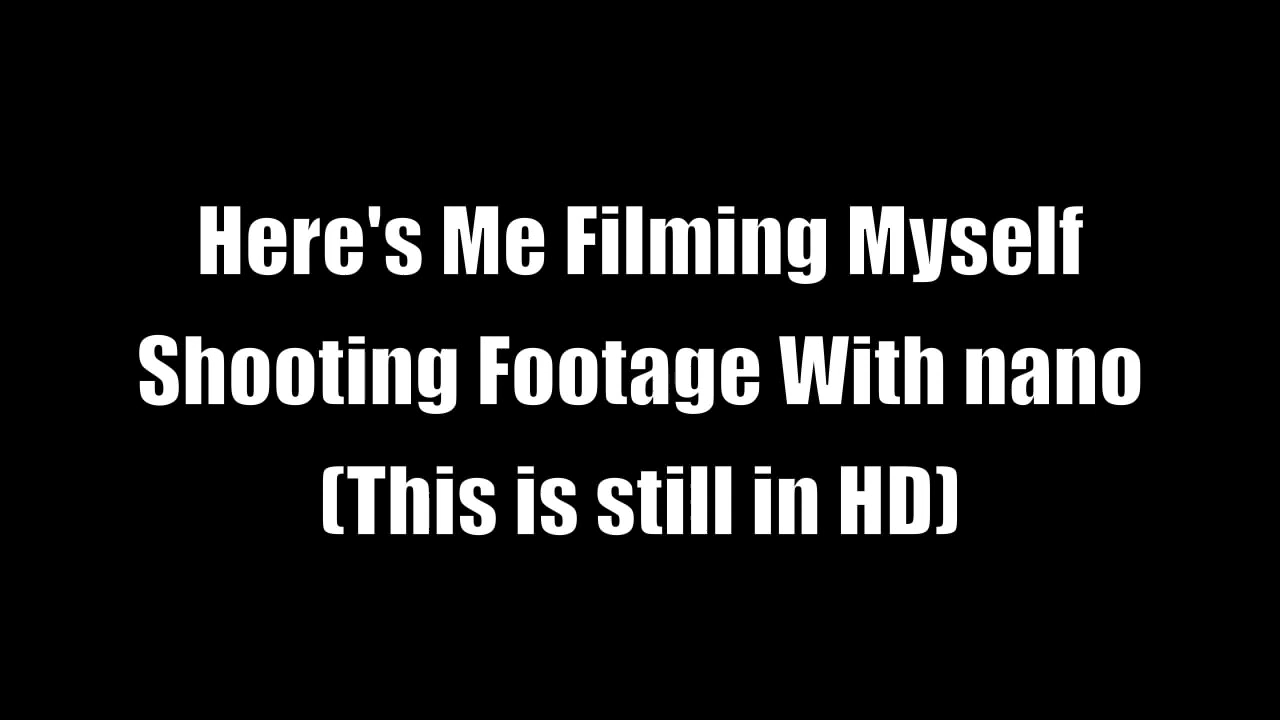 Here's Me Filming Myself
Shooting Footage With nano
(This is still in HD)